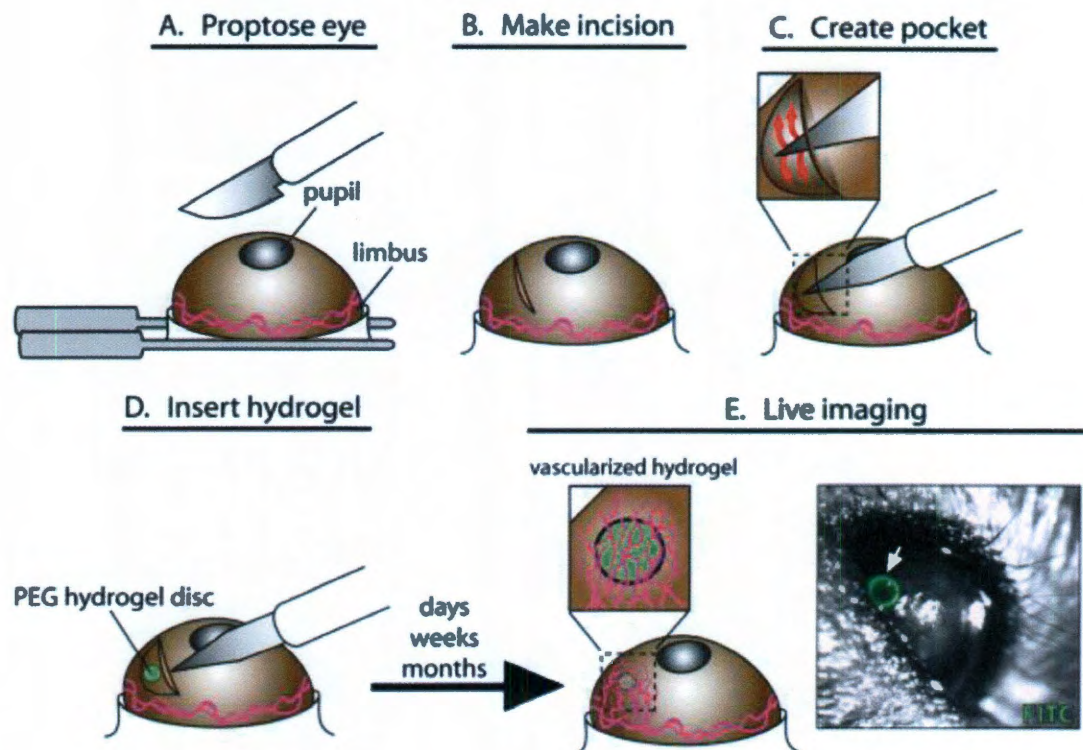 A. Proptose eye
B. Make incision
C. Create pocket
pupil
limbus
D. Insert hydrogel
E. Live imaging
vascularized hydrogel
PEG hydrogel disc
days
weeks
months
FITC